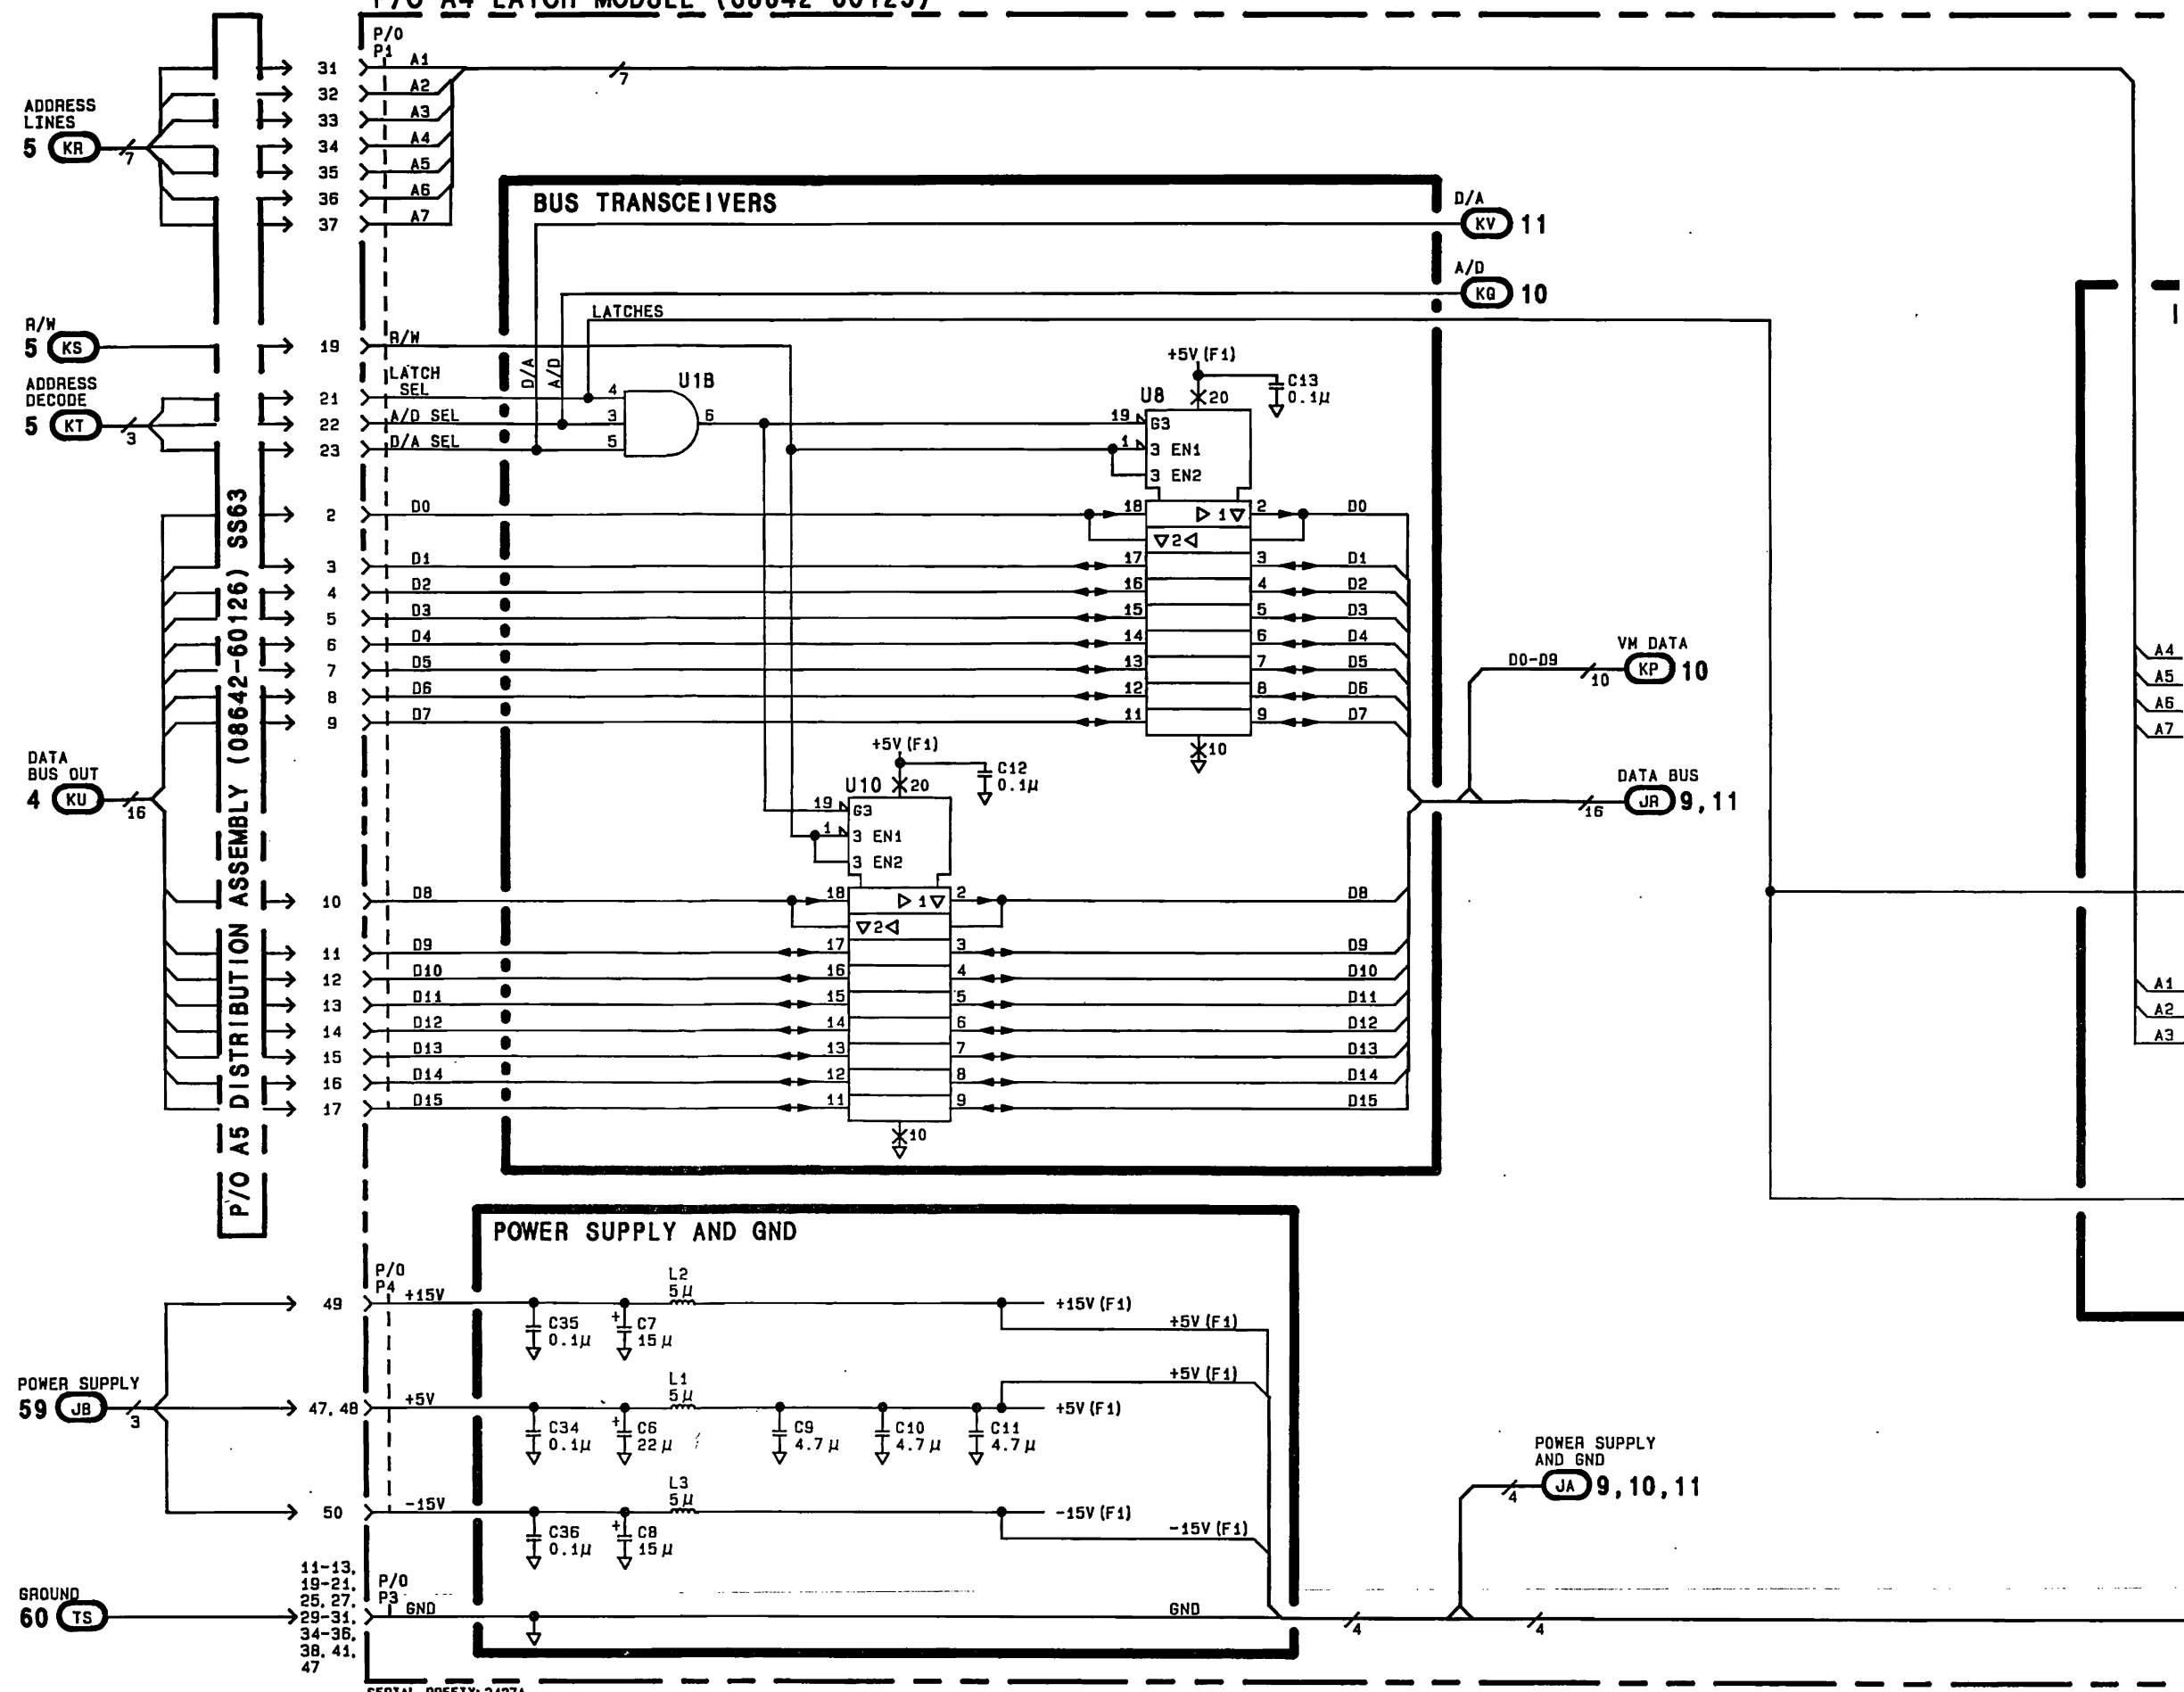 P/O A4 LATCH MODULE (08642-60123)
P/O
P1
ADDRESS
LINES
5 KR
7
31 A1
32 A2
33 A3
34 A4
35 A5
36 A6
37 A7
7
BUS TRANSCEIVERS
D/A
KV 11
A/D
KQ 10
LATCHES
R/W
5 KS
19 R/W
D/A
A/D
ADDRESS
DECODE
5 KT
3
LATCH
SEL
21
22 A/D SEL
23 D/A SEL
4
3
5
U1B
6
+5V (F1)
C13
0.1µ
U8
20
19 G3
1 3 EN1
3 EN2
2 D0 18 1 2 D0
2
3 D1 17 3 D1
4 D2 16 4 D2
5 D3 15 5 D3
6 D4 14 6 D4
7 D5 13 7 D5
8 D6 12 8 D6
9 D7 11 9 D7
10
P/O A5 DISTRIBUTION ASSEMBLY (08642-60126) SS63
VM DATA
D0-D9
10
KP 10
DATA BUS
16
JR 9,11
DATA
BUS OUT
4 KU
16
+5V (F1)
C12
0.1µ
U10
20
19 G3
1 3 EN1
3 EN2
10 D8 18 1 2 D8
2
11 D9 17 3 D9
12 D10 16 4 D10
13 D11 15 5 D11
14 D12 14 6 D12
15 D13 13 7 D13
16 D14 12 8 D14
17 D15 11 9 D15
10
A4
A5
A6
A7
A1
A2
A3
POWER SUPPLY AND GND
P/O
P4
49 +15V
L2
5µ
C35
0.1µ
+ C7
15µ
+15V (F1)
+5V (F1)
POWER SUPPLY
59 JB
3
47, 48 +5V
L1
5µ
C34
0.1µ
+ C6
22µ
C9
4.7µ
C10
4.7µ
C11
4.7µ
+5V (F1)
+5V (F1)
50 -15V
L3
5µ
C36
0.1µ
+ C8
15µ
-15V (F1)
-15V (F1)
POWER SUPPLY
AND GND
4
JA 9,10,11
GROUND
60 TS
11-13,
19-21,
25, 27,
29-31,
34-36,
38, 41,
47
P/O
P3
GND
GND
4
4
SERIAL PREFIX: 2427A